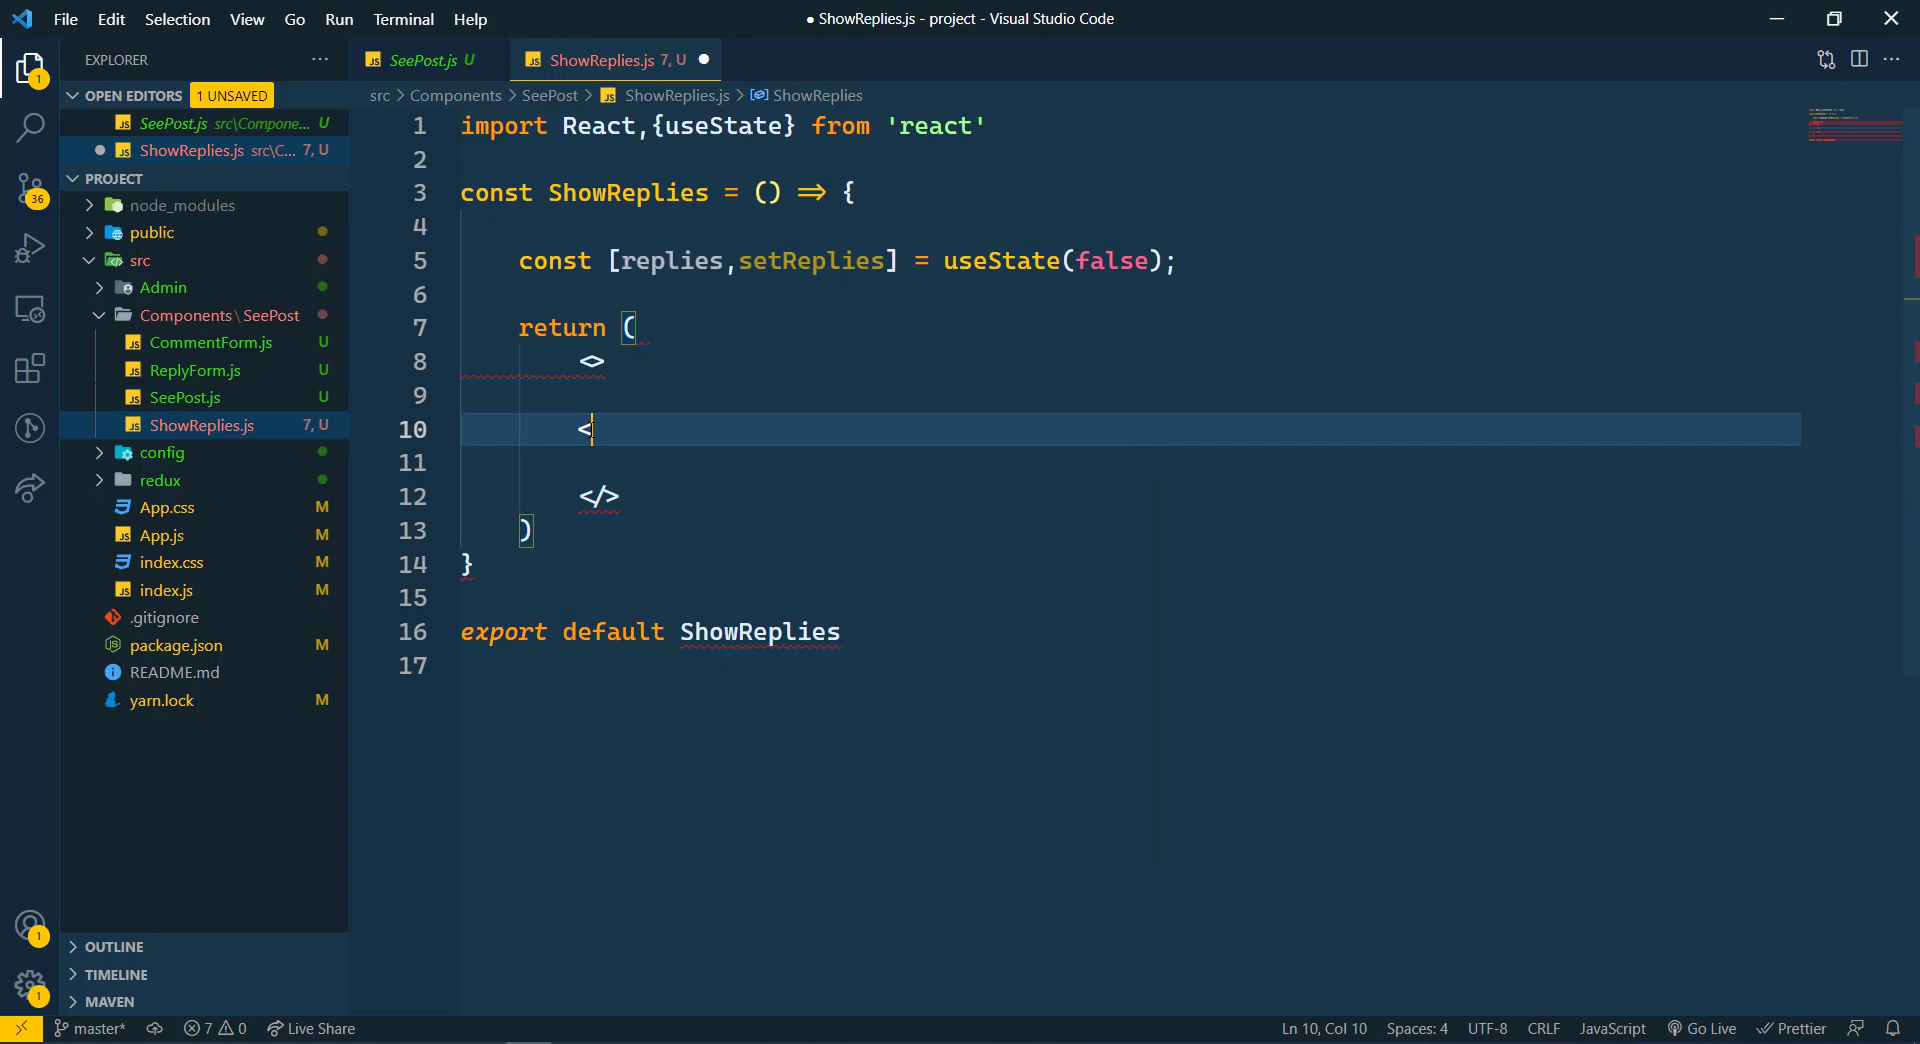 File Edit Selection View Go Run Terminal Help
● ShowReplies.js - project - Visual Studio Code
EXPLORER ...
SeePost.js U
ShowReplies.js 7, U ●
OPEN EDITORS 1 UNSAVED
src > Components > SeePost > JS ShowReplies.js > ShowReplies
JS SeePost.js src\Compone... U
● JS ShowReplies.js src\C... 7, U
PROJECT
node_modules
public
src
Admin
Components\SeePost
JS CommentForm.js U
JS ReplyForm.js U
JS SeePost.js U
JS ShowReplies.js 7, U
config
redux
App.css M
JS App.js M
index.css M
JS index.js M
.gitignore
package.json M
README.md
yarn.lock M
OUTLINE
TIMELINE
MAVEN
1
36
1
1
1 import React,{useState} from 'react'
2
3 const ShowReplies = () => {
4
5 const [replies,setReplies] = useState(false);
6
7 return (
8 <>
9
10 <
11
12 </>
13 )
14 }
15
16 export default ShowReplies
17
master* 7 0 Live Share
Ln 10, Col 10 Spaces: 4 UTF-8 CRLF JavaScript Go Live Prettier